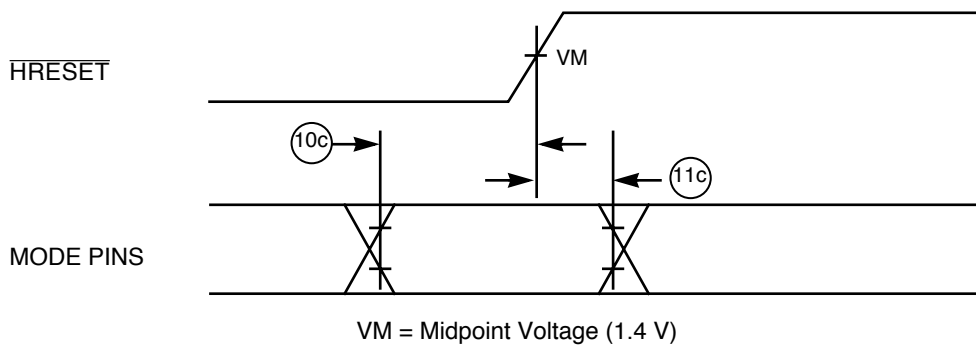 HRESET
VM
10c
11c
MODE PINS
VM = Midpoint Voltage (1.4 V)